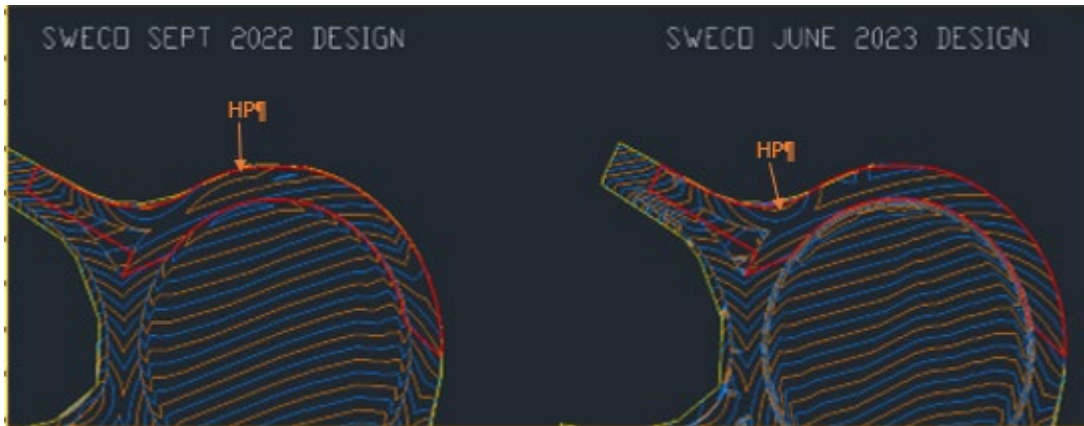 SWECO SEPT 2022 DESIGN
SWECO JUNE 2023 DESIGN
HP¶
HP¶